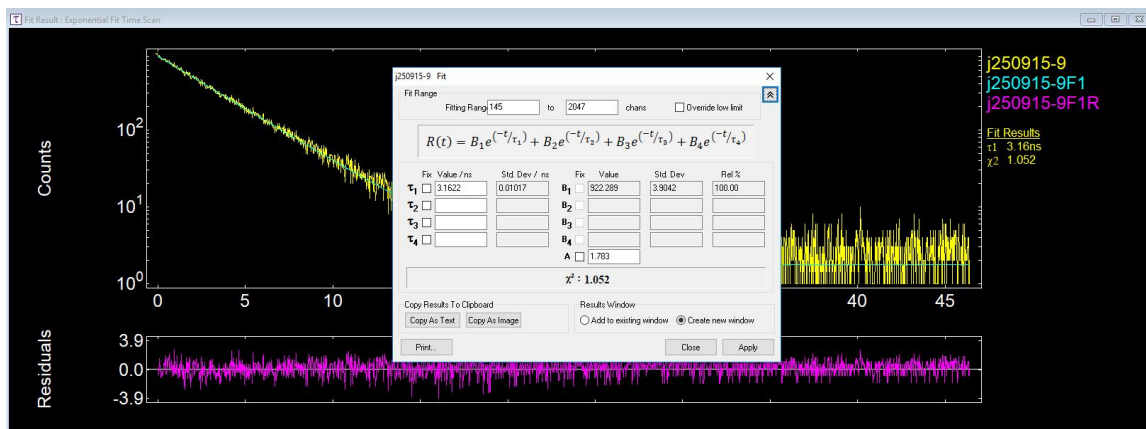 Fit Result : Exponential Fit Time Scan
j250915-9 Fit
Fit Range
Fitting Rang 145 to 2047 chans Override low limit
R(t) = B₁e^(-t/τ₁) + B₂e^(-t/τ₂) + B₃e^(-t/τ₃) + B₄e^(-t/τ₄)
Fix Value / ns Std. Dev / ns Fix Value Std. Dev Rel %
τ₁ 3.1622 0.01017 B₁ 922.289 3.9042 100.00
τ₂ B₂
τ₃ B₃
τ₄ B₄
A 1.783
χ² : 1.052
Copy Results To Clipboard Results Window
Copy As Text Copy As Image Add to existing window Create new window
Print... Close Apply
j250915-9
j250915-9F1
j250915-9F1R
Fit Results
τ1 3.16ns
χ2 1.052
Counts
10²
10¹
10⁰
0 5 10 40 45
Residuals
3.9
0.0
-3.9